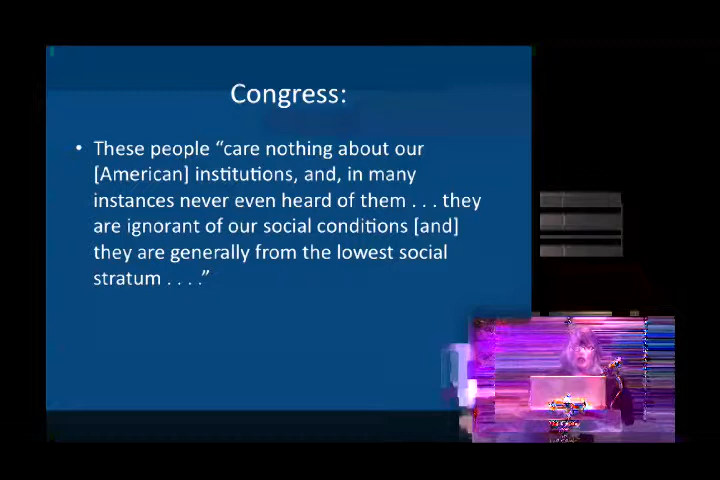 Congress:
• These people “care nothing about our
[American] institutions, and, in many
instances never even heard of them . . . they
are ignorant of our social conditions [and]
they are generally from the lowest social
stratum . . . .”